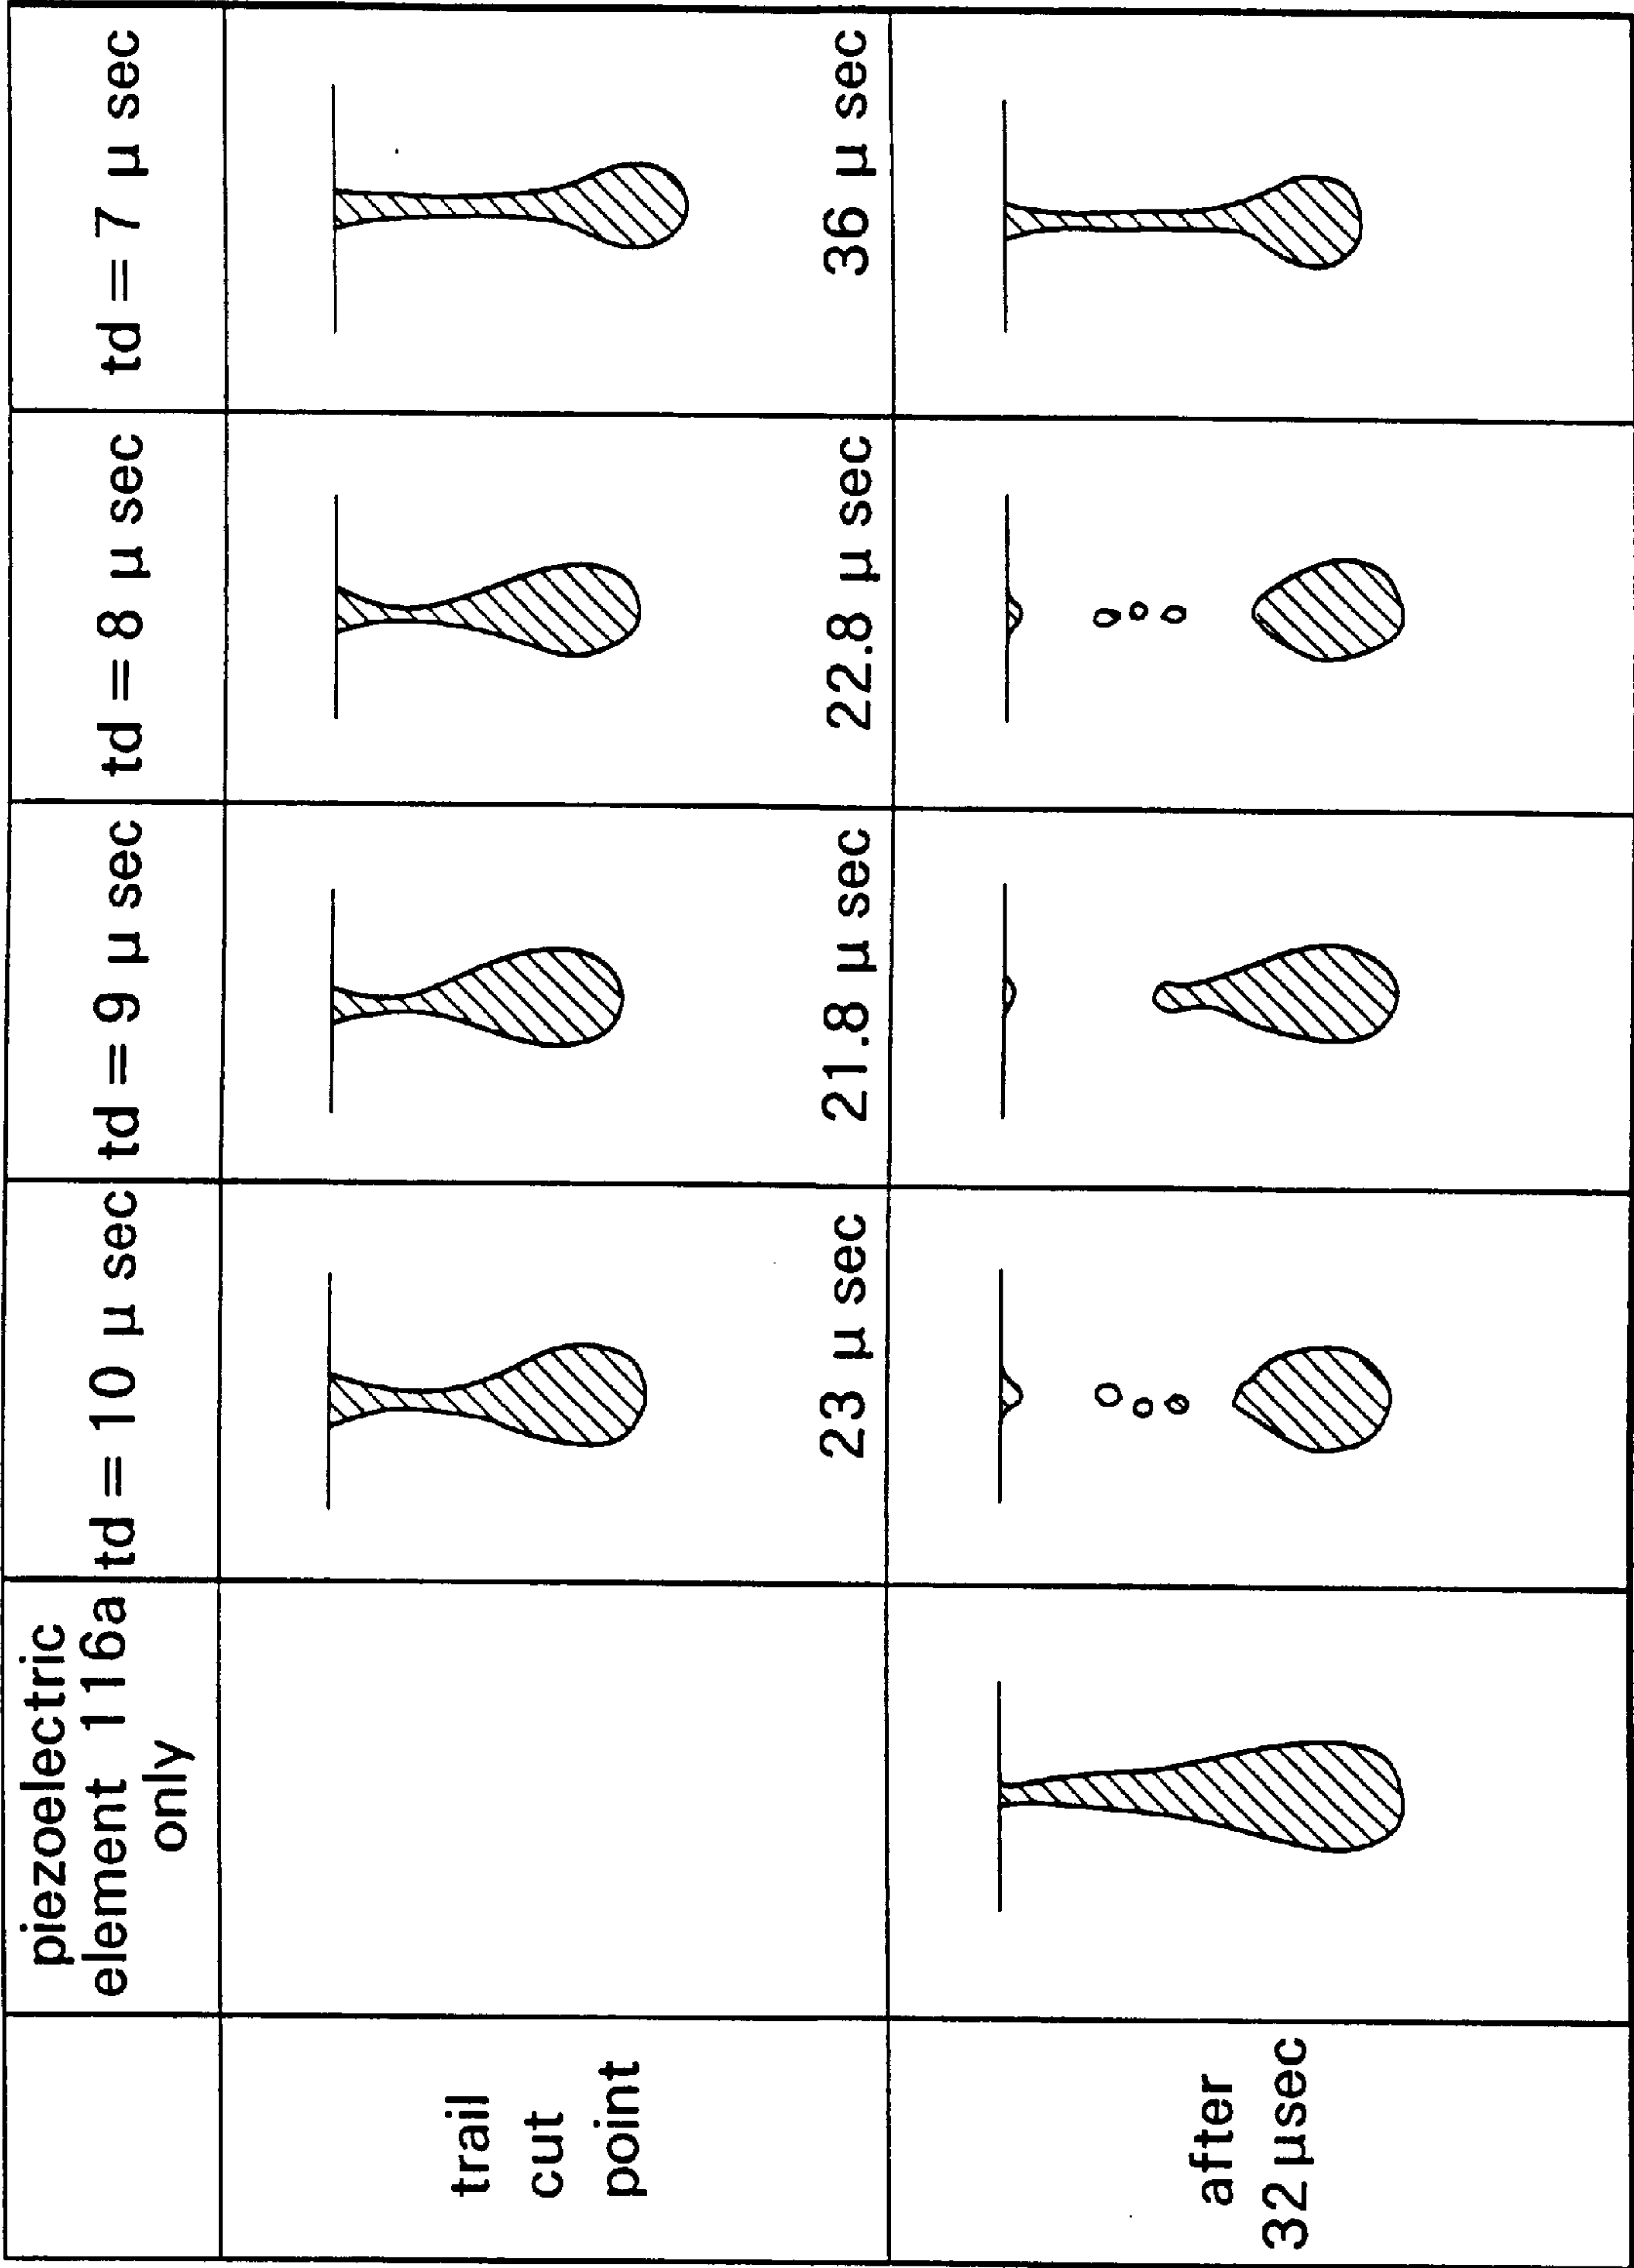 piezoelectric
element 116a
only
td = 10 μ sec
td = 9 μ sec
td = 8 μ sec
td = 7 μ sec
trail
cut
point
23 μ sec
21.8 μ sec
22.8 μ sec
36 μ sec
after
32 μsec